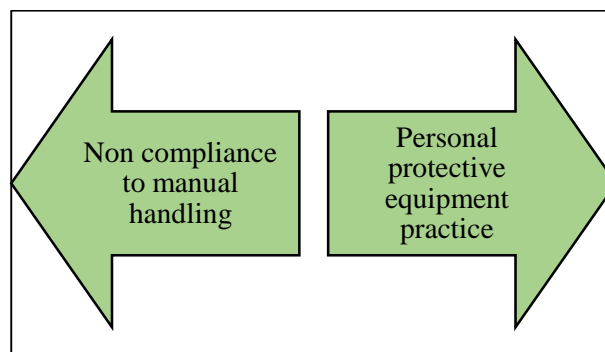 Non compliance
to manual
handling
Personal
protective
equipment
practice